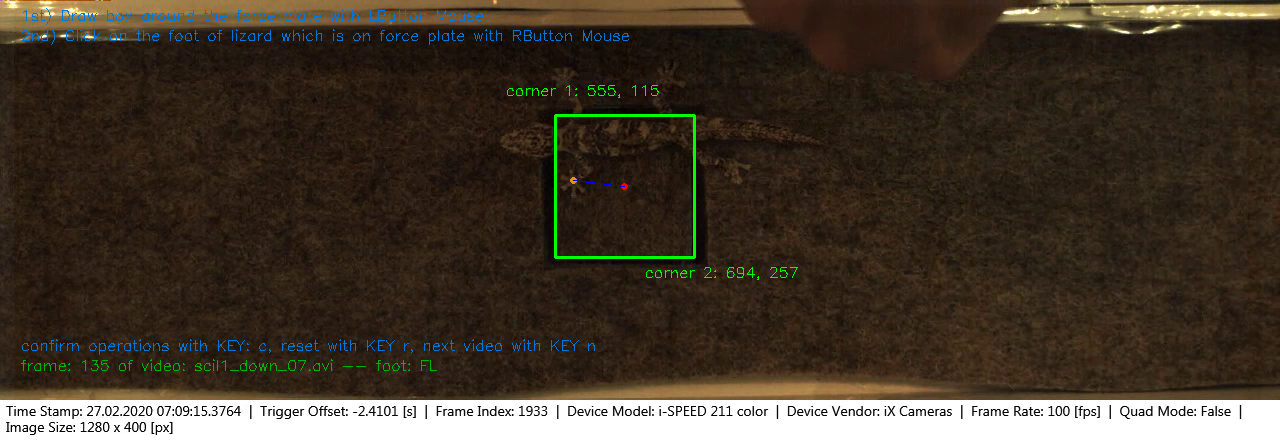 1st) Draw box around the force plate with LButton Mouse
2nd) Click on the foot of lizard which is on force plate with RButton Mouse
corner 1: 555, 115
corner 2: 694, 257
confirm operations with KEY: c, reset with KEY r, next video with KEY n
frame: 135 of video: scil1_down_07.avi -- foot: FL
Time Stamp: 27.02.2020 07:09:15.3764 | Trigger Offset: -2.4101 [s] | Frame Index: 1933 | Device Model: i-SPEED 211 color | Device Vendor: iX Cameras | Frame Rate: 100 [fps] | Quad Mode: False |
Image Size: 1280 x 400 [px]